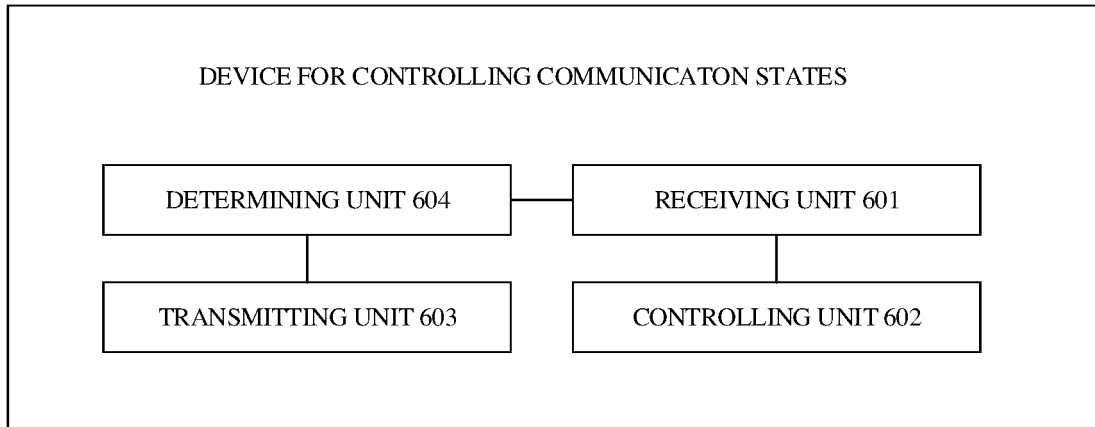 DEVICE FOR CONTROLLING COMMUNICATON STATES
DETERMINING UNIT 604
RECEIVING UNIT 601
TRANSMITTING UNIT 603
CONTROLLING UNIT 602